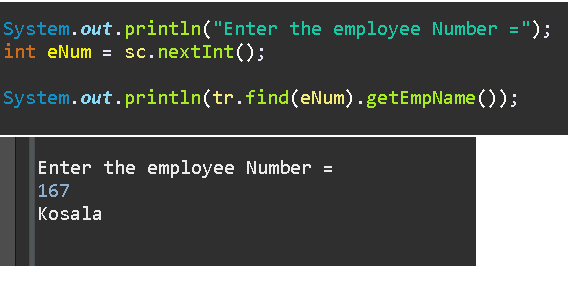 System.out.println("Enter the employee Number =");
int eNum = sc.nextInt();
System.out.println(tr.find(eNum).getEmpName());
Enter the employee Number =
167
Kosala